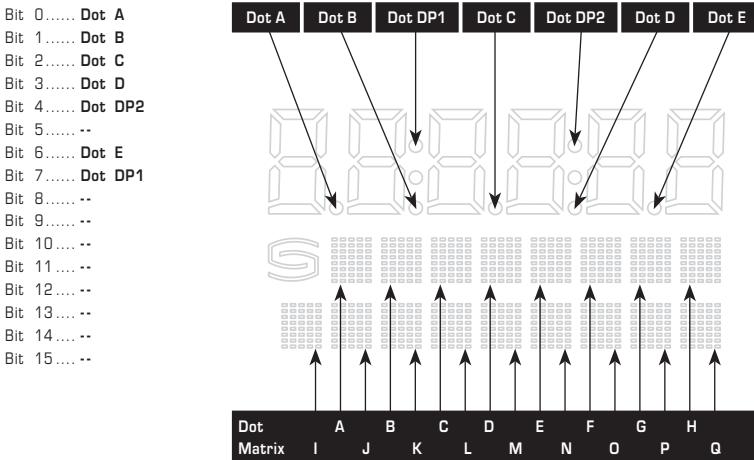 Bit 0...... Dot A
Bit 1...... Dot B
Bit 2...... Dot C
Bit 3...... Dot D
Bit 4...... Dot DP2
Bit 5...... --
Bit 6...... Dot E
Bit 7...... Dot DP1
Bit 8...... --
Bit 9...... --
Bit 10.... --
Bit 11.... --
Bit 12.... --
Bit 13.... --
Bit 14.... --
Bit 15.... --
Dot A Dot B Dot DP1 Dot C Dot DP2 Dot D Dot E
S
Dot A B C D E F G H
Matrix I J K L M N O P Q